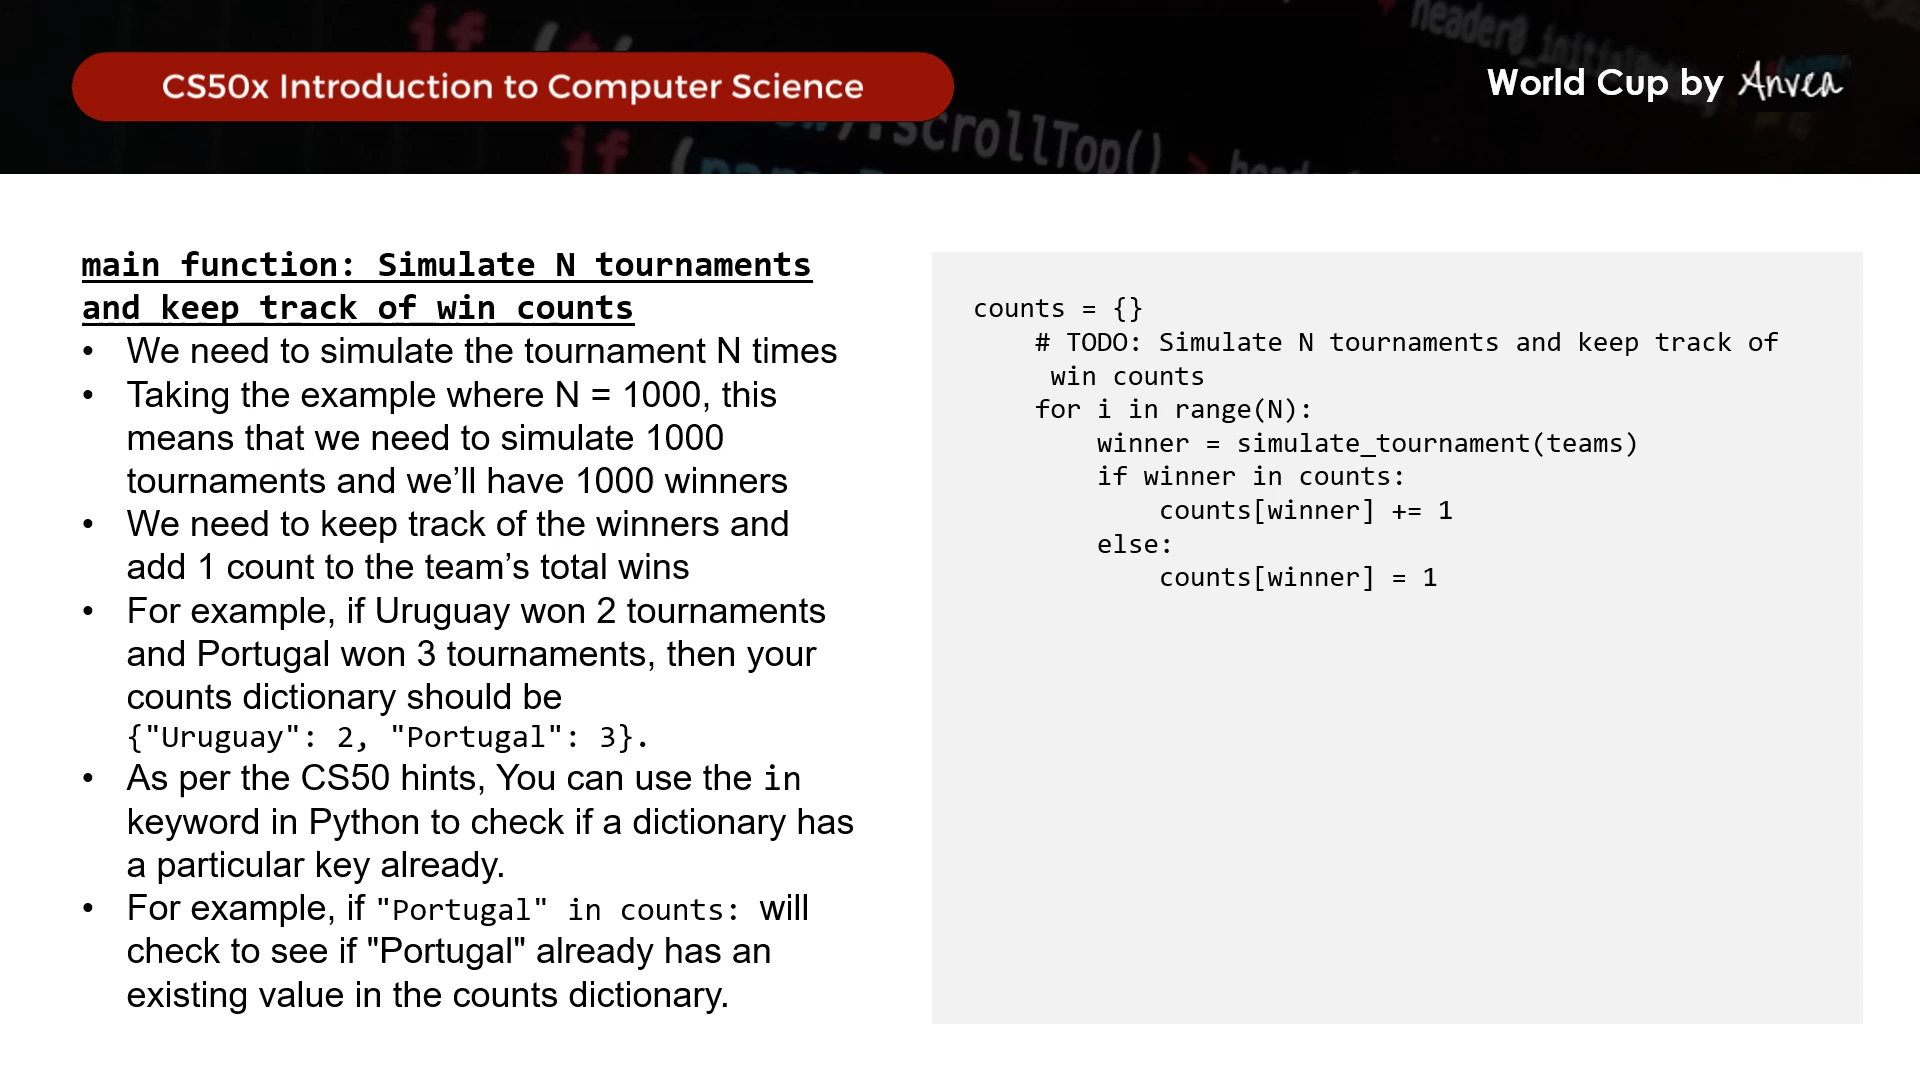 if (
header0_initi
CS50x Introduction to Computer Science
World Cup by Anvea
.scrollTop() > head
if (
main function: Simulate N tournaments
and keep track of win counts
• We need to simulate the tournament N times
• Taking the example where N = 1000, this
means that we need to simulate 1000
tournaments and we’ll have 1000 winners
• We need to keep track of the winners and
add 1 count to the team’s total wins
• For example, if Uruguay won 2 tournaments
and Portugal won 3 tournaments, then your
counts dictionary should be
{"Uruguay": 2, "Portugal": 3}.
• As per the CS50 hints, You can use the in
keyword in Python to check if a dictionary has
a particular key already.
• For example, if "Portugal" in counts: will
check to see if "Portugal" already has an
existing value in the counts dictionary.
counts = {}
# TODO: Simulate N tournaments and keep track of
win counts
for i in range(N):
winner = simulate_tournament(teams)
if winner in counts:
counts[winner] += 1
else:
counts[winner] = 1